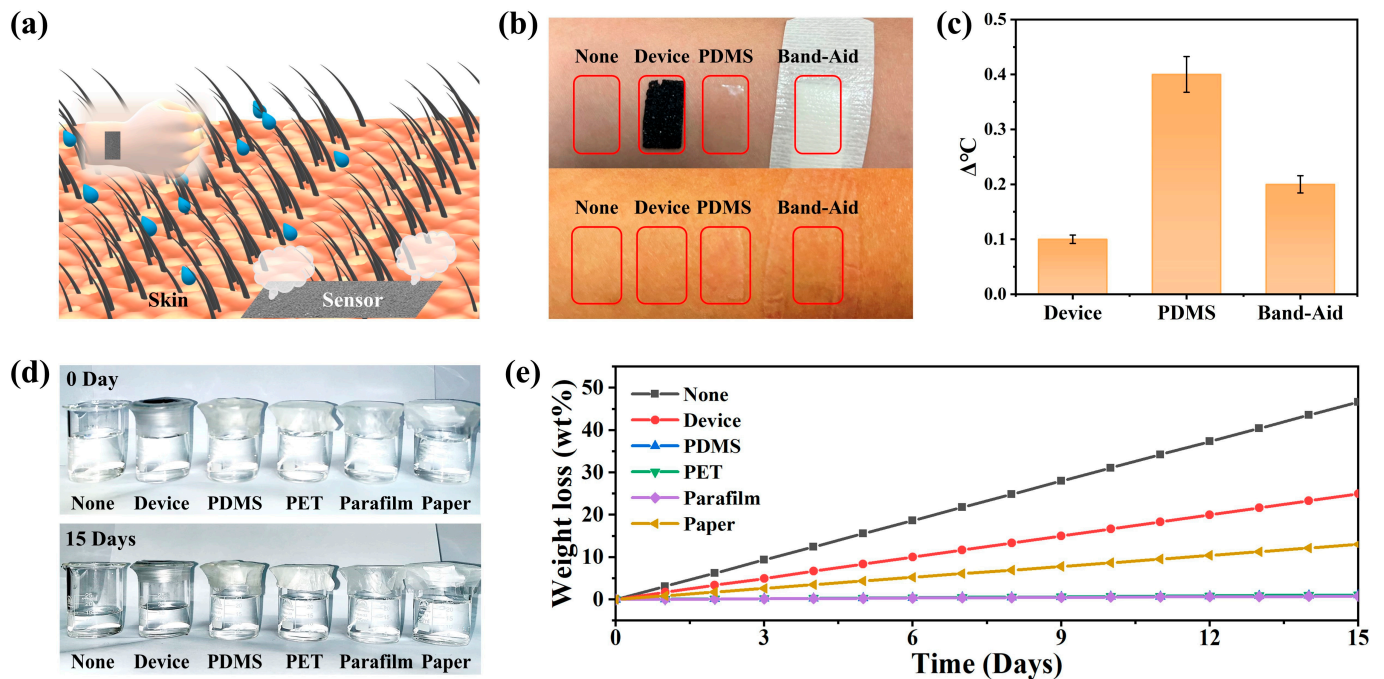 (a)
Skin
Sensor
(b)
None Device PDMS Band-Aid
None Device PDMS Band-Aid
(c)
Δ°C
0.5
0.4
0.3
0.2
0.1
0.0
Device PDMS Band-Aid
(d)
0 Day
None Device PDMS PET Parafilm Paper
15 Days
None Device PDMS PET Parafilm Paper
(e)
Weight loss (wt%)
50
40
30
20
10
0
None
Device
PDMS
PET
Parafilm
Paper
0 3 6 9 12 15
Time (Days)